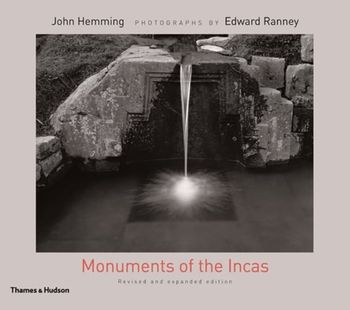 John Hemming PHOTOGRAPHS BY Edward Ranney
Monuments of the Incas
Revised and expanded edition
Thames & Hudson